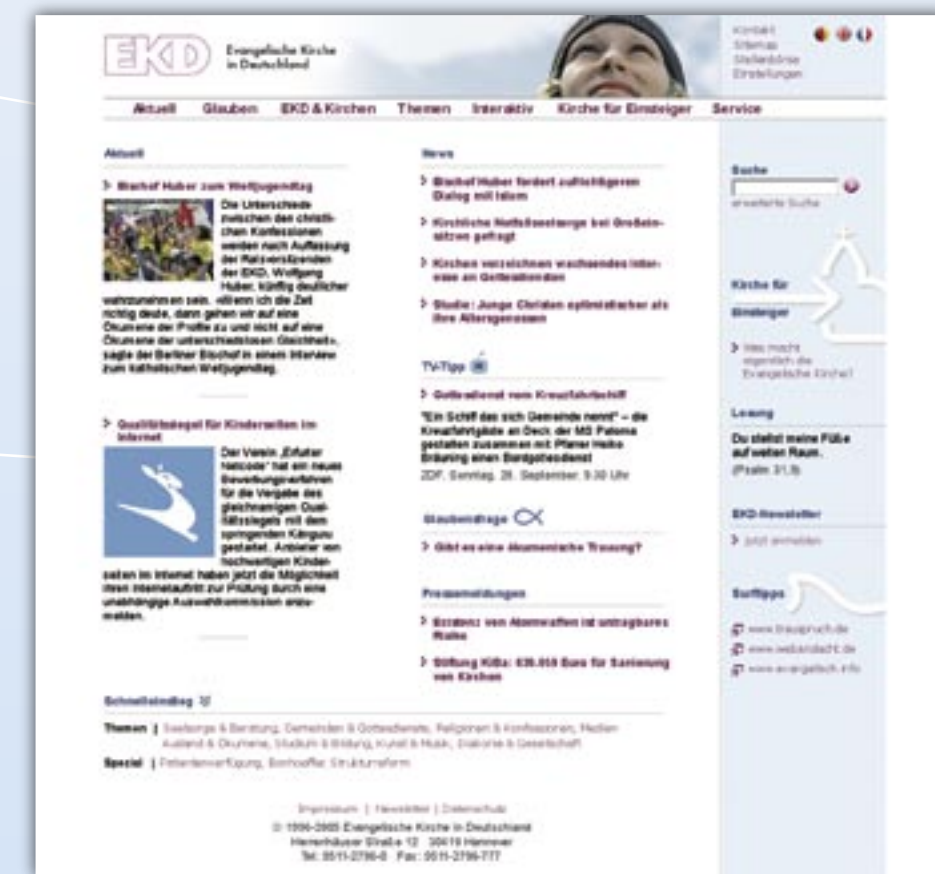 EKD
Evangelische Kirche
in Deutschland
Kontakt
Sitemap
Stellenbörse
Einstellungen
Aktuell
Glauben
EKD & Kirchen
Themen
Interaktiv
Kirche für Einsteiger
Service
Aktuell
Bischof Huber zum Weltjugendtag
Die Unterschiede
zwischen den christli-
chen Konfessionen
werden nach Auffassung
der Ratsvorsitzenden
der EKD, Wolfgang
Huber, künftig deutlicher
wahrzunehmen sein. «Wenn ich die Zeit
richtig deute, dann gehen wir auf eine
Ökumene der Profile zu und nicht auf eine
Ökumene der unterschiedslosen Gleichheit»,
sagte der Berliner Bischof in einem Interview
zum katholischen Weltjugendtag.
Qualitätssiegel für Kinderseiten im
Internet
Der Verein „Erfurter
Netcode" hat ein neues
Bewerbungsverfahren
für die Vergabe des
gleichnamigen Qual-
itätssiegels mit dem
springenden Känguru
gestaltet. Anbieter von
hochwertigen Kinder-
seiten im Internet haben jetzt die Möglichkeit
ihren Internetauftritt zur Prüfung durch eine
unabhängige Auswahlkommission anzu-
melden.
News
Bischof Huber fordert aufrichtigeren
Dialog mit Islam
Kirchliche Notfallseelsorge bei Großein-
sätzen gefragt
Kirchen verzeichnen wachsendes Inter-
esse an Gottesdiensten
Studie: Junge Christen optimistischer als
ihre Altersgenossen
TV-Tipp
Gottesdienst vom Kreuzfahrtschiff
"Ein Schiff das sich Gemeinde nennt" – die
Kreuzfahrtgäste an Deck der MS Paloma
gestalten zusammen mit Pfarrer Heiko
Bräuning einen Bordgottesdienst
ZDF, Sonntag, 28. September, 9.30 Uhr
Glaubensfrage
Gibt es eine ökumenische Trauung?
Pressemeldungen
Existenz von Atomwaffen ist untragbares
Risiko
Stiftung KiBa: Euro für Sanierung
von Kirchen
Suche
erweiterte Suche
Kirche für
Einsteiger
Was macht
eigentlich die
Evangelische Kirche?
Losung
Du stellst meine Füße
auf weiten Raum.
(Psalm 31,9)
EKD-Newsletter
jetzt anmelden
Surftipps
www.trauspruch.de
www.webandacht.de
www.evangelisch.info
Schnelleinstieg
Themen | Seelsorge & Beratung, Gemeinden & Gottesdienste, Religionen & Konfessionen, Medien
Ausland & Ökumene, Studium & Bildung, Kunst & Musik, Diakonie & Gesellschaft
Spezial | Patientenverfügung, Bonhoeffer, Strukturreform
Impressum | Newsletter | Datenschutz
© 1996-2005 Evangelische Kirche in Deutschland
Herrenhäuser Straße 12 30419 Hannover
Tel: 0511-2796-0 Fax: 0511-2796-777